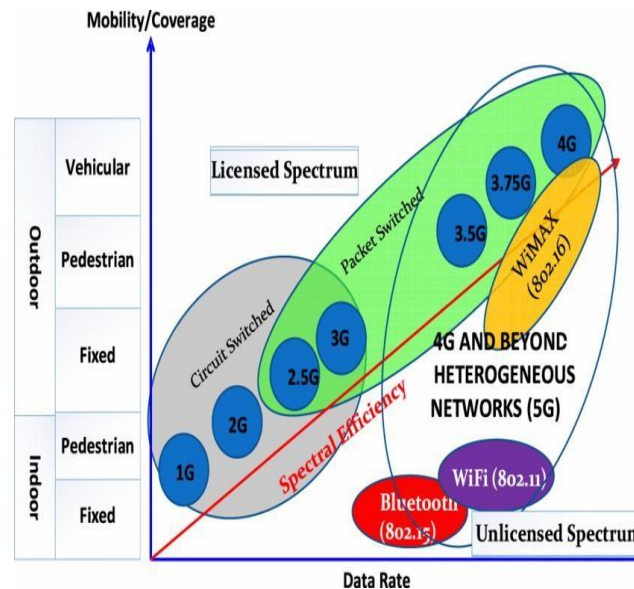 Mobility/Coverage
Outdoor
Vehicular
Pedestrian
Fixed
Indoor
Pedestrian
Fixed
Licensed Spectrum
Circuit Switched
Packet Switched
1G
2G
2.5G
3G
3.5G
3.75G
4G
WiMAX
(802.16)
Spectral Efficiency
4G AND BEYOND
HETEROGENEOUS
NETWORKS (5G)
WiFi (802.11)
Bluetooth
(802.15)
Unlicensed Spectrum
Data Rate